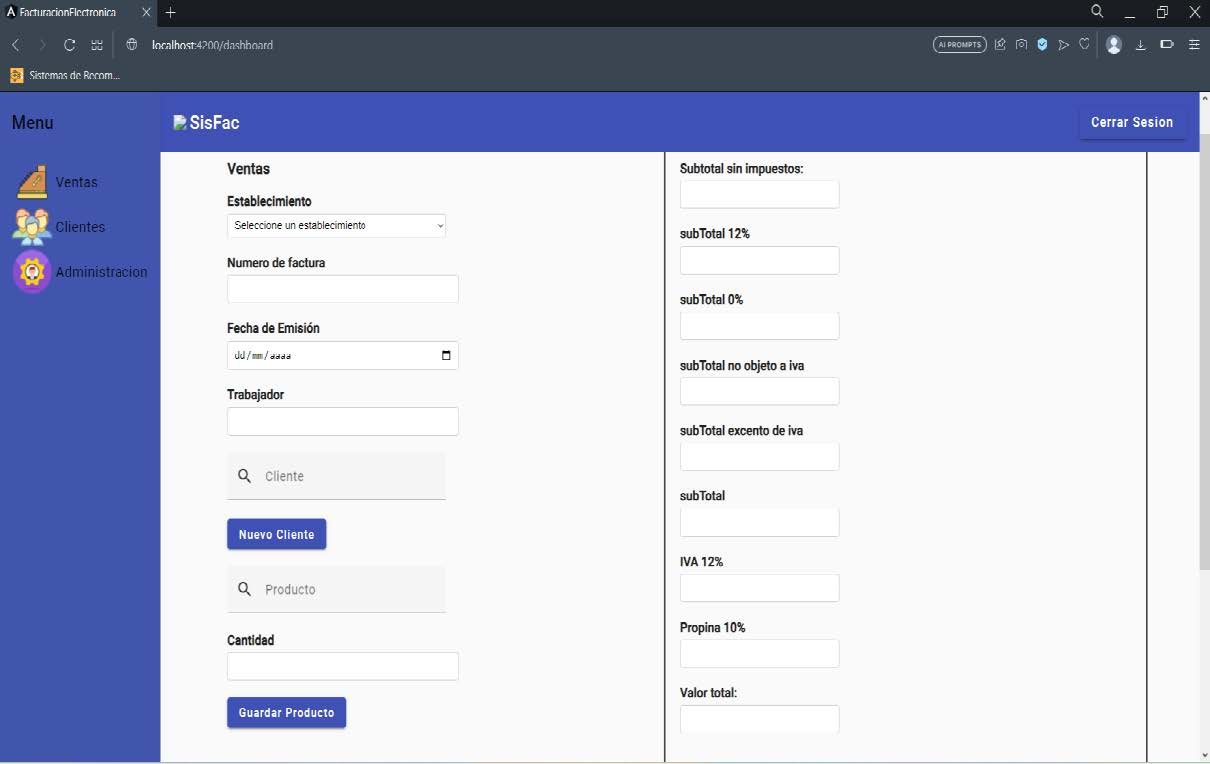 FacturacionElectronica
localhost:4200/dashboard
AI PROMPTS
Sistemas de Recom...
Menu
SisFac
Cerrar Sesion
Ventas
Clientes
Administracion
Ventas
Establecimiento
Seleccione un establecimiento
Numero de factura
Fecha de Emisión
dd/mm/aaaa
Trabajador
Cliente
Nuevo Cliente
Producto
Cantidad
Guardar Producto
Subtotal sin impuestos:
subTotal 12%
subTotal 0%
subTotal no objeto a iva
subTotal excento de iva
subTotal
IVA 12%
Propina 10%
Valor total: